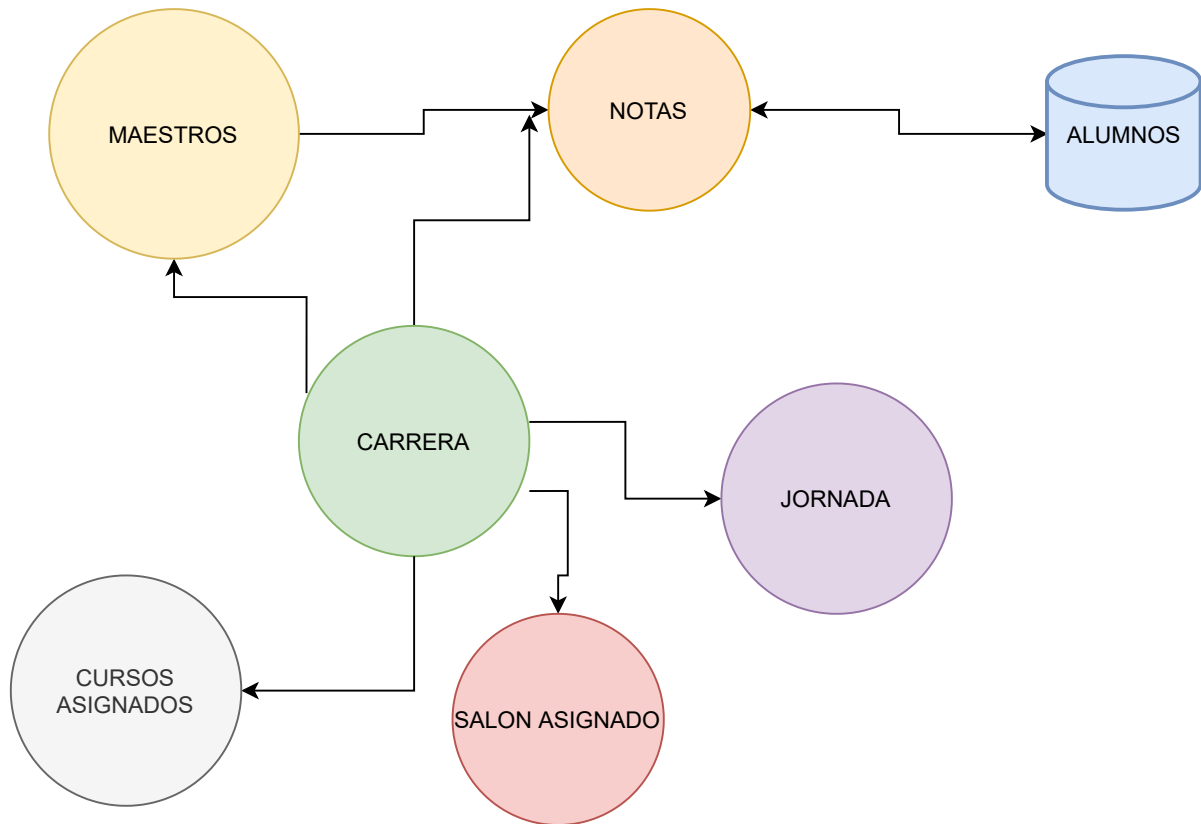 MAESTROS
NOTAS
ALUMNOS
CARRERA
JORNADA
CURSOS
ASIGNADOS
SALON ASIGNADO